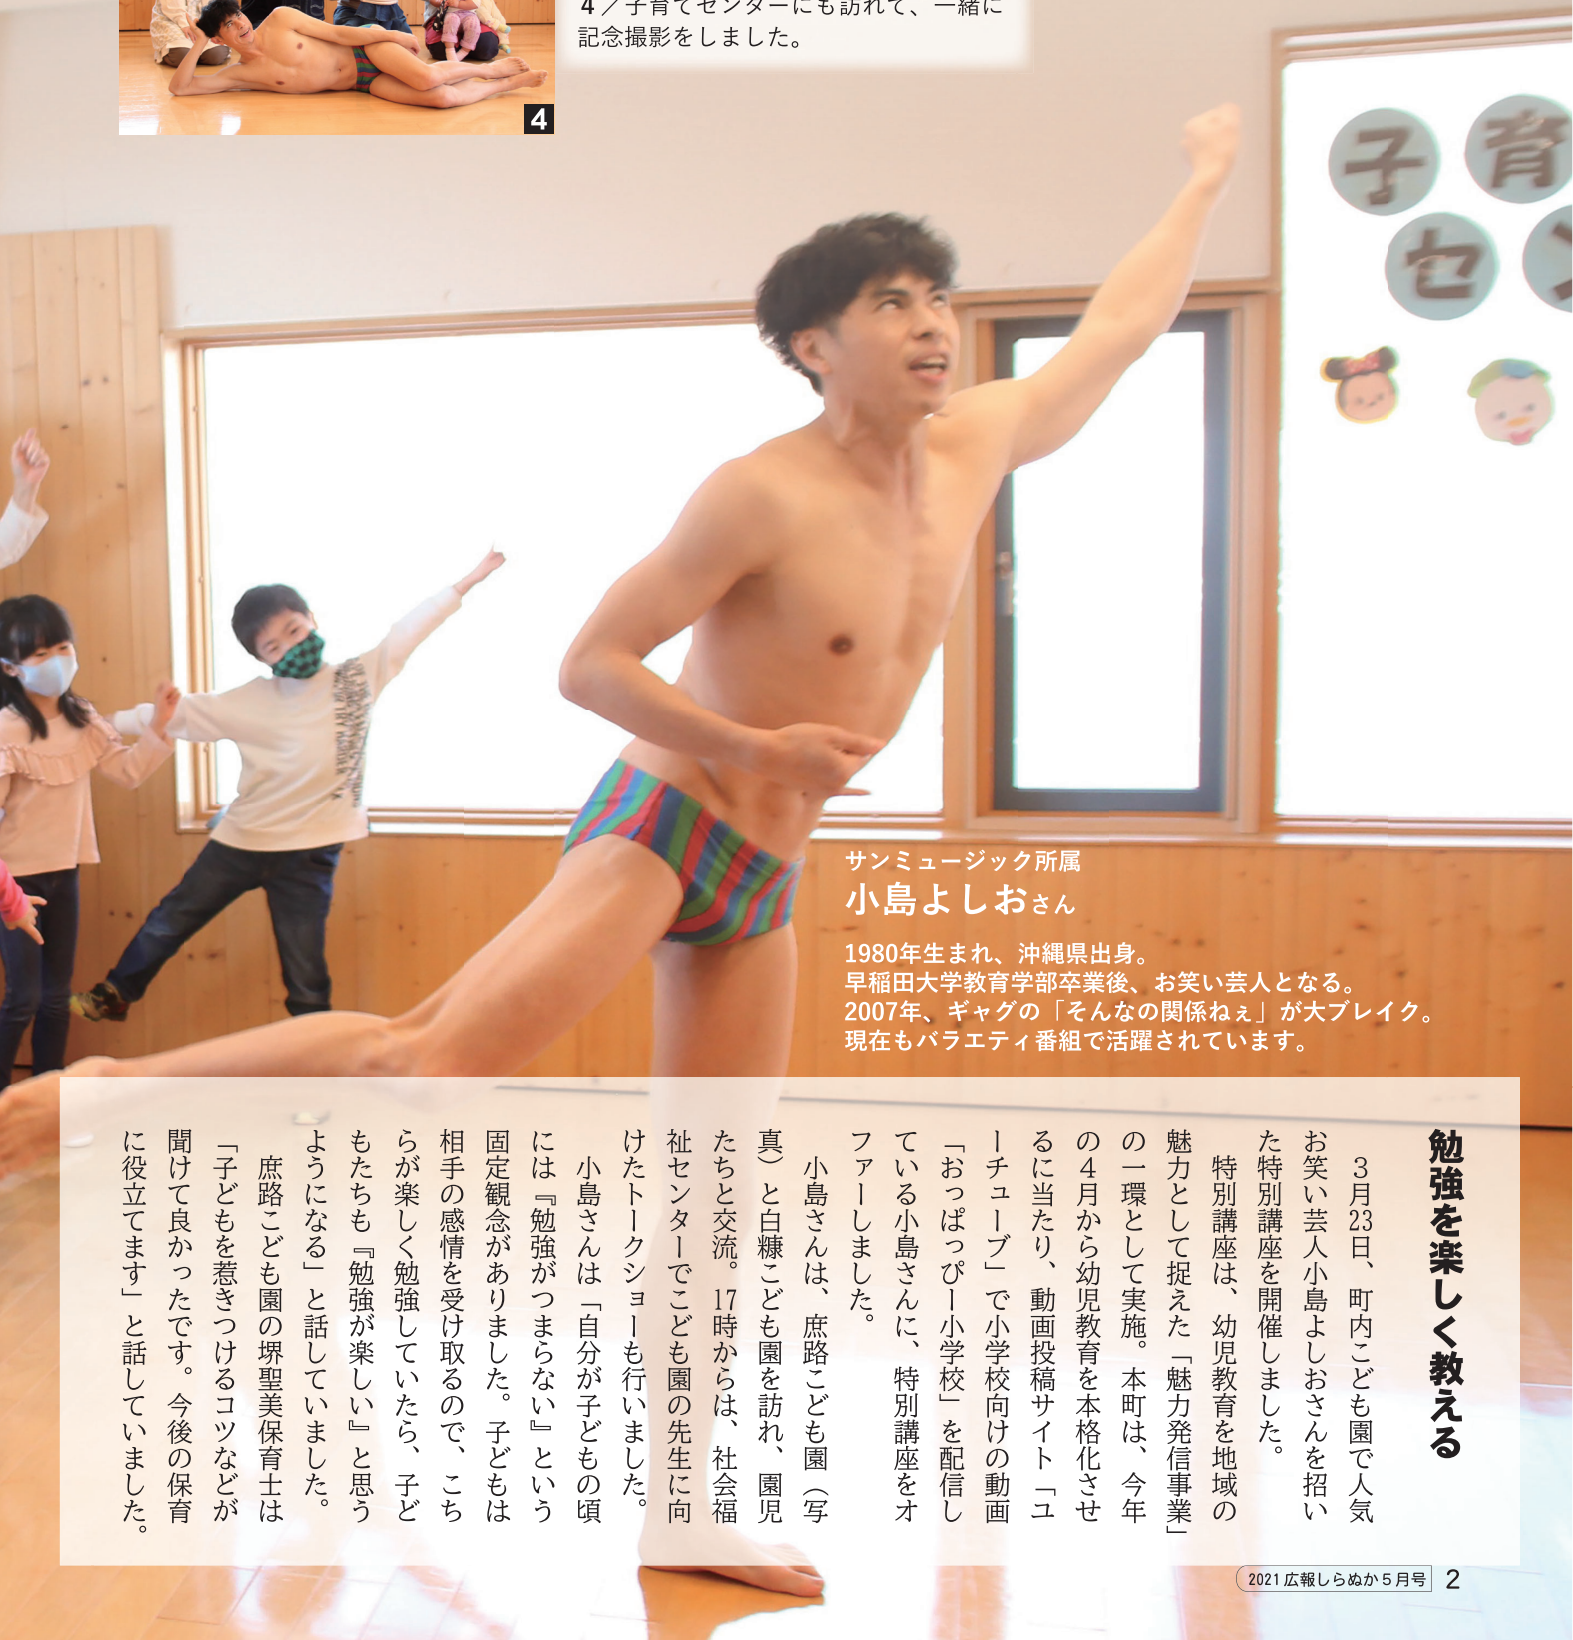 4／子育てセンターにも訪れて、一緒に
記念撮影をしました。
4
子育
セン
サンミュージック所属
小島よしおさん
1980年生まれ、沖縄県出身。
早稲田大学教育学部卒業後、お笑い芸人となる。
2007年、ギャグの「そんなの関係ねぇ」が大ブレイク。
現在もバラエティ番組で活躍されています。
勉強を楽しく教える
３月23日、町内こども園で人気
お笑い芸人小島よしおさんを招い
た特別講座を開催しました。
特別講座は、幼児教育を地域の
魅力として捉えた「魅力発信事業」
の一環として実施。本町は、今年
の４月から幼児教育を本格化させ
るに当たり、動画投稿サイト「ユ
ーチューブ」で小学校向けの動画
「おっぱっぴー小学校」を配信し
ている小島さんに、特別講座をオ
ファーしました。
小島さんは、庶路こども園（写
真）と白糠こども園を訪れ、園児
たちと交流。17時からは、社会福
祉センターでこども園の先生に向
けたトークショーも行いました。
小島さんは「自分が子どもの頃
には『勉強がつまらない』という
固定観念がありました。子どもは
相手の感情を受け取るので、こち
らが楽しく勉強していたら、子ど
もたちも『勉強が楽しい』と思う
ようになる」と話していました。
庶路こども園の堺聖美保育士は
「子どもを惹きつけるコツなどが
聞けて良かったです。今後の保育
に役立てます」と話していました。
2021 広報しらぬか５月号 2